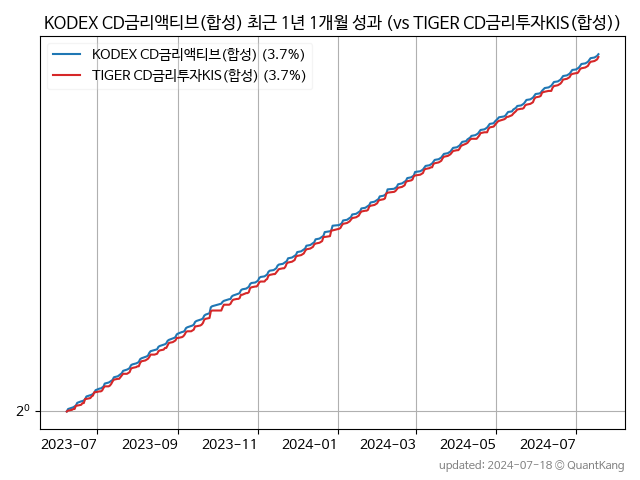 KODEX CD금리액티브(합성) 최근 1년 1개월 성과 (vs TIGER CD금리투자KIS(합성))
KODEX CD금리액티브(합성) (3.7%)
TIGER CD금리투자KIS(합성) (3.7%)
2⁰
2023-07 2023-09 2023-11 2024-01 2024-03 2024-05 2024-07
updated: 2024-07-18 © QuantKang